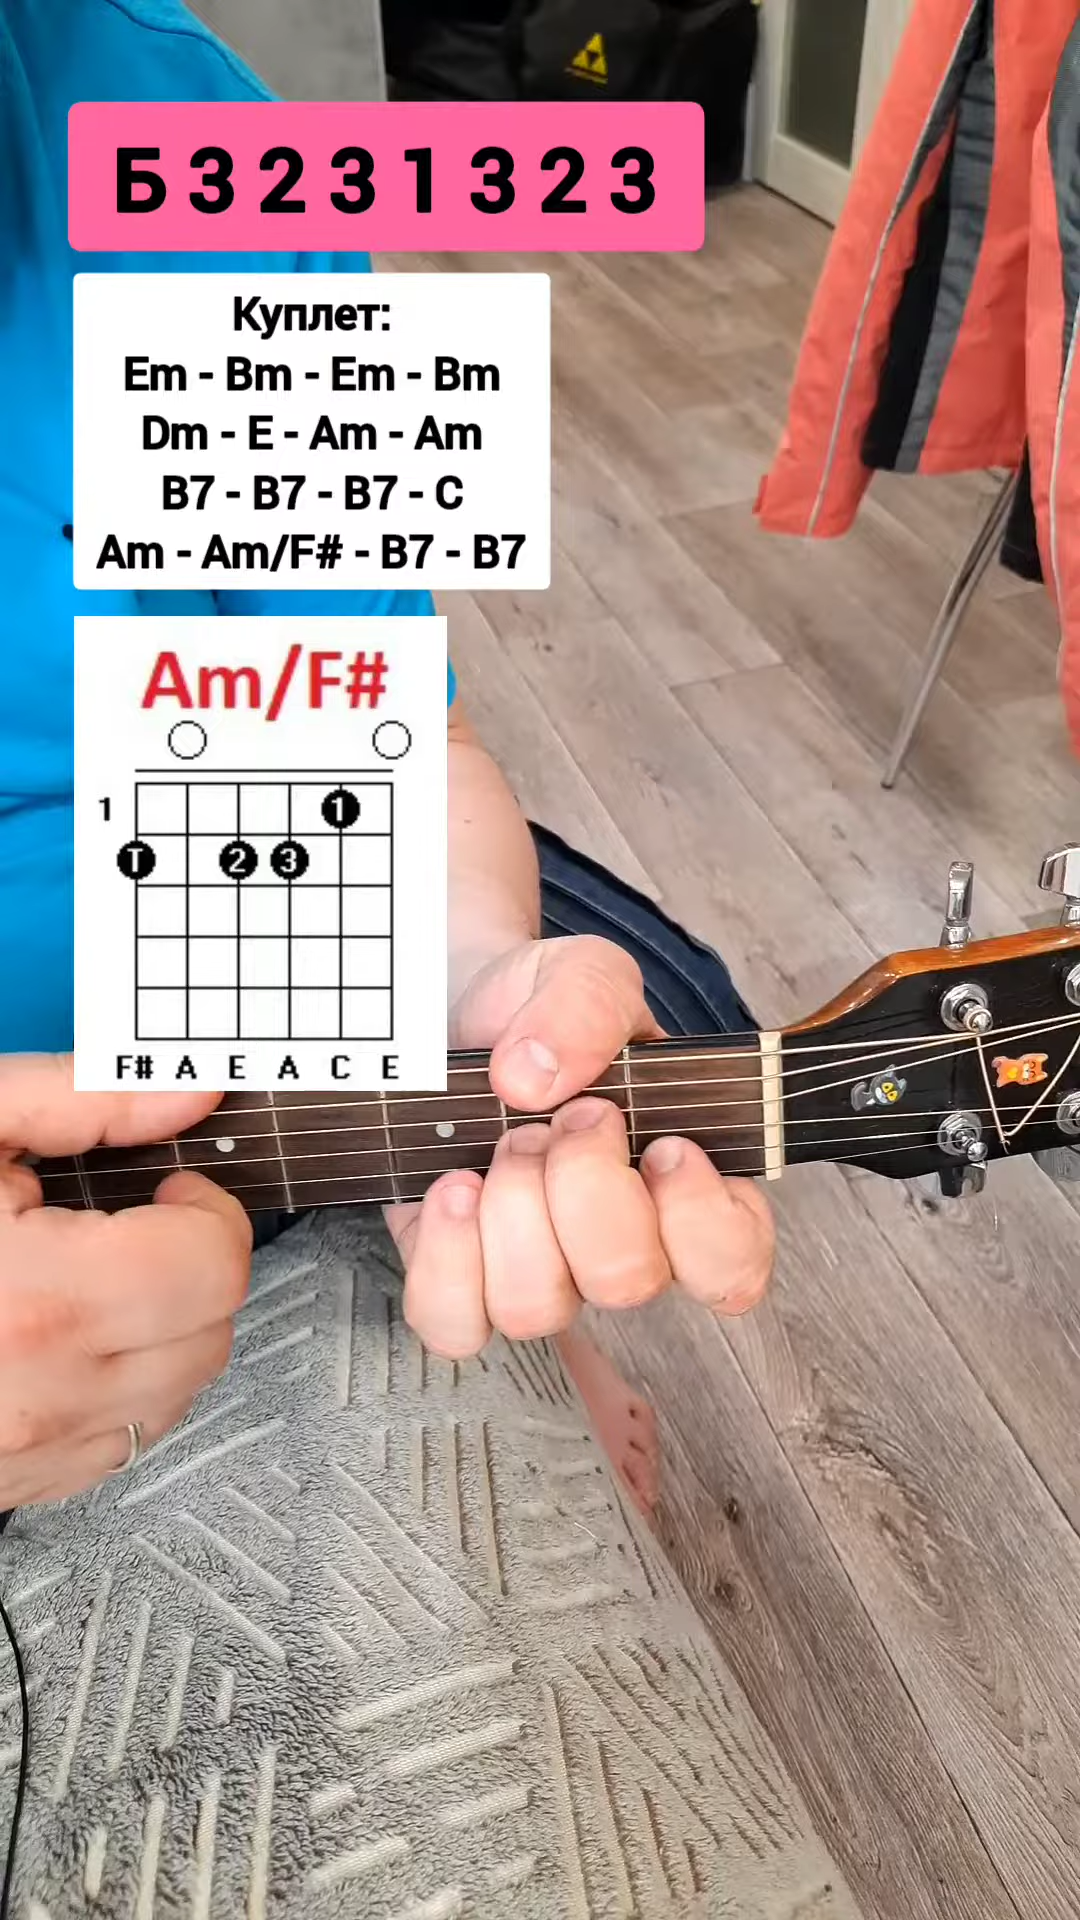 Б 3 2 3 1 3 2 3
Куплет:
Em - Bm - Em - Bm
Dm - E - Am - Am
B7 - B7 - B7 - C
Am - Am/F# - B7 - B7
Am/F#
1 1
T 2 3
F# A E A C E